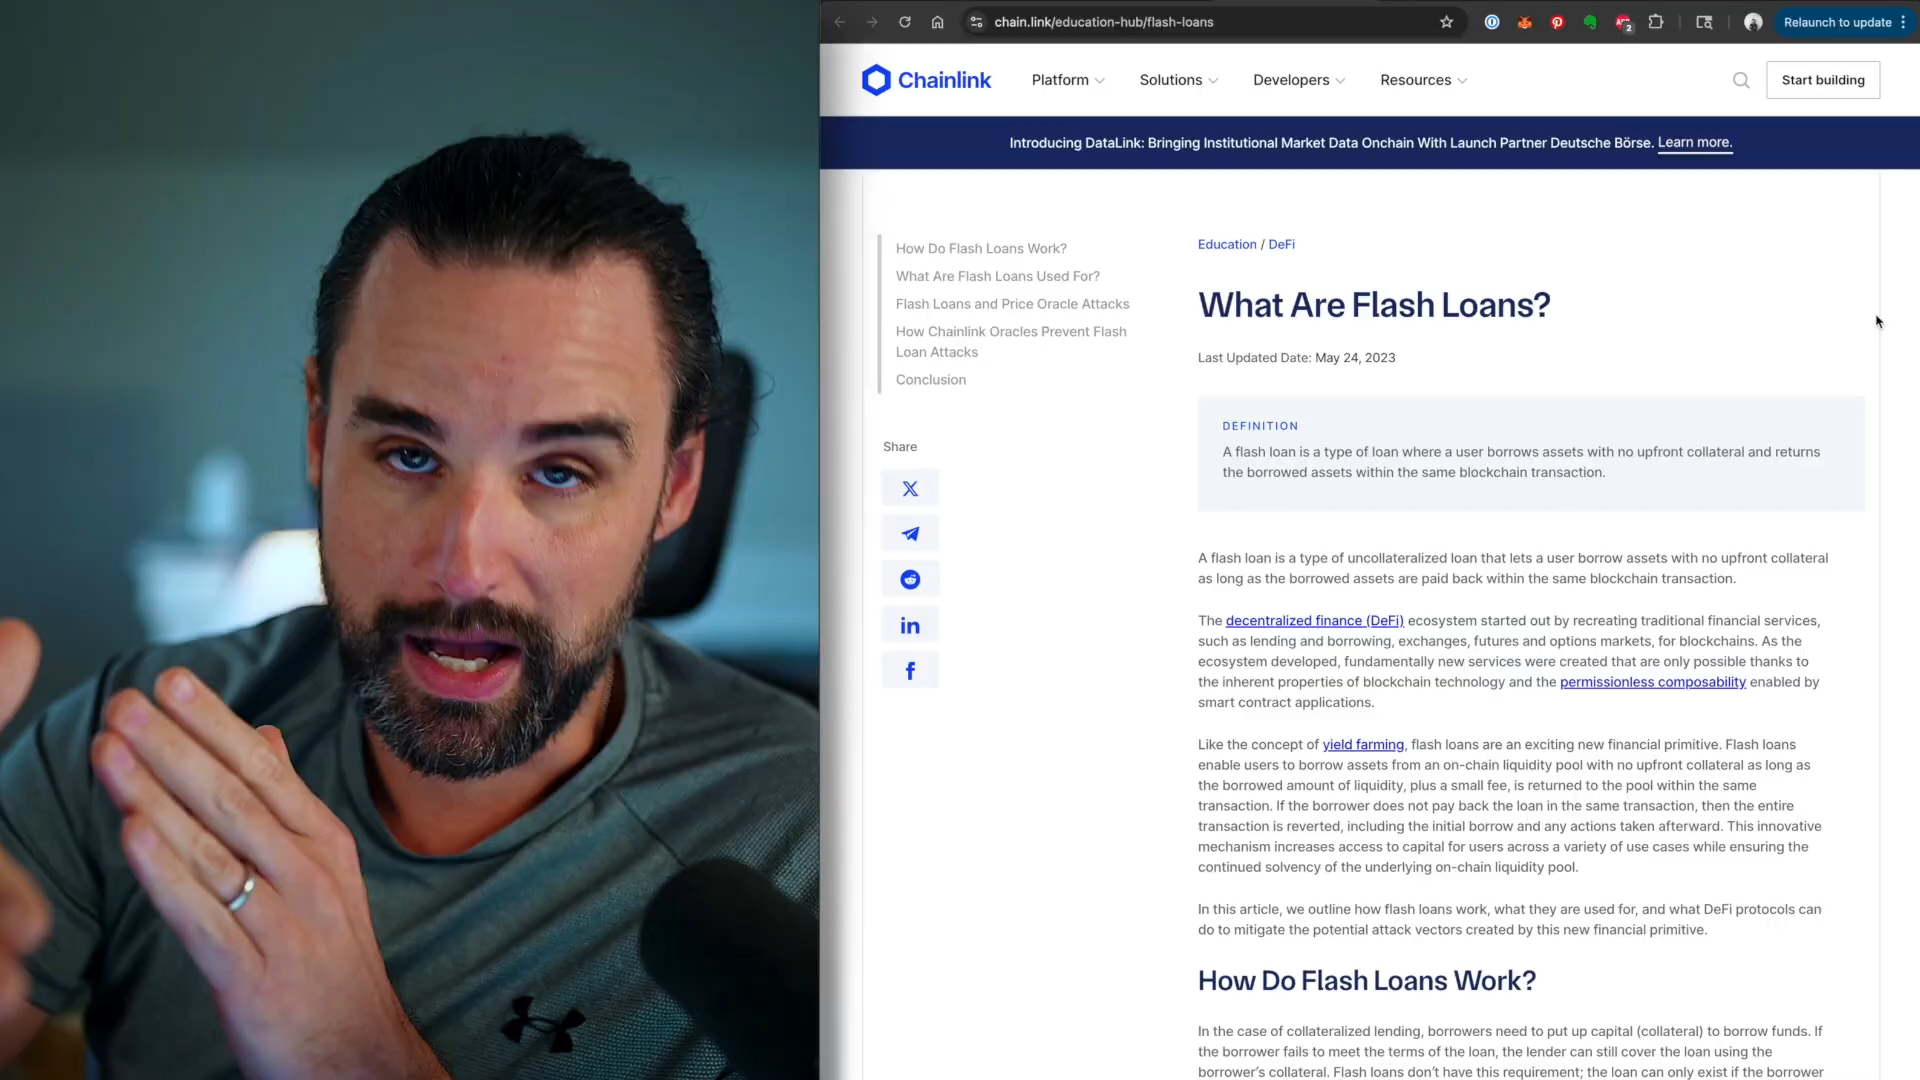 chain.link/education-hub/flash-loans
2
Relaunch to update
Chainlink
Platform
Solutions
Developers
Resources
Start building
Introducing DataLink: Bringing Institutional Market Data Onchain With Launch Partner Deutsche Börse. Learn more.
How Do Flash Loans Work?
What Are Flash Loans Used For?
Flash Loans and Price Oracle Attacks
How Chainlink Oracles Prevent Flash
Loan Attacks
Conclusion
Share
Education / DeFi
What Are Flash Loans?
Last Updated Date: May 24, 2023
DEFINITION
A flash loan is a type of loan where a user borrows assets with no upfront collateral and returns
the borrowed assets within the same blockchain transaction.
A flash loan is a type of uncollateralized loan that lets a user borrow assets with no upfront collateral
as long as the borrowed assets are paid back within the same blockchain transaction.
The decentralized finance (DeFi) ecosystem started out by recreating traditional financial services,
such as lending and borrowing, exchanges, futures and options markets, for blockchains. As the
ecosystem developed, fundamentally new services were created that are only possible thanks to
the inherent properties of blockchain technology and the permissionless composability enabled by
smart contract applications.
Like the concept of yield farming, flash loans are an exciting new financial primitive. Flash loans
enable users to borrow assets from an on-chain liquidity pool with no upfront collateral as long as
the borrowed amount of liquidity, plus a small fee, is returned to the pool within the same
transaction. If the borrower does not pay back the loan in the same transaction, then the entire
transaction is reverted, including the initial borrow and any actions taken afterward. This innovative
mechanism increases access to capital for users across a variety of use cases while ensuring the
continued solvency of the underlying on-chain liquidity pool.
In this article, we outline how flash loans work, what they are used for, and what DeFi protocols can
do to mitigate the potential attack vectors created by this new financial primitive.
How Do Flash Loans Work?
In the case of collateralized lending, borrowers need to put up capital (collateral) to borrow funds. If
the borrower fails to meet the terms of the loan, the lender can still cover the loan using the
borrower's collateral. Flash loans don't have this requirement; the loan can only exist if the borrower